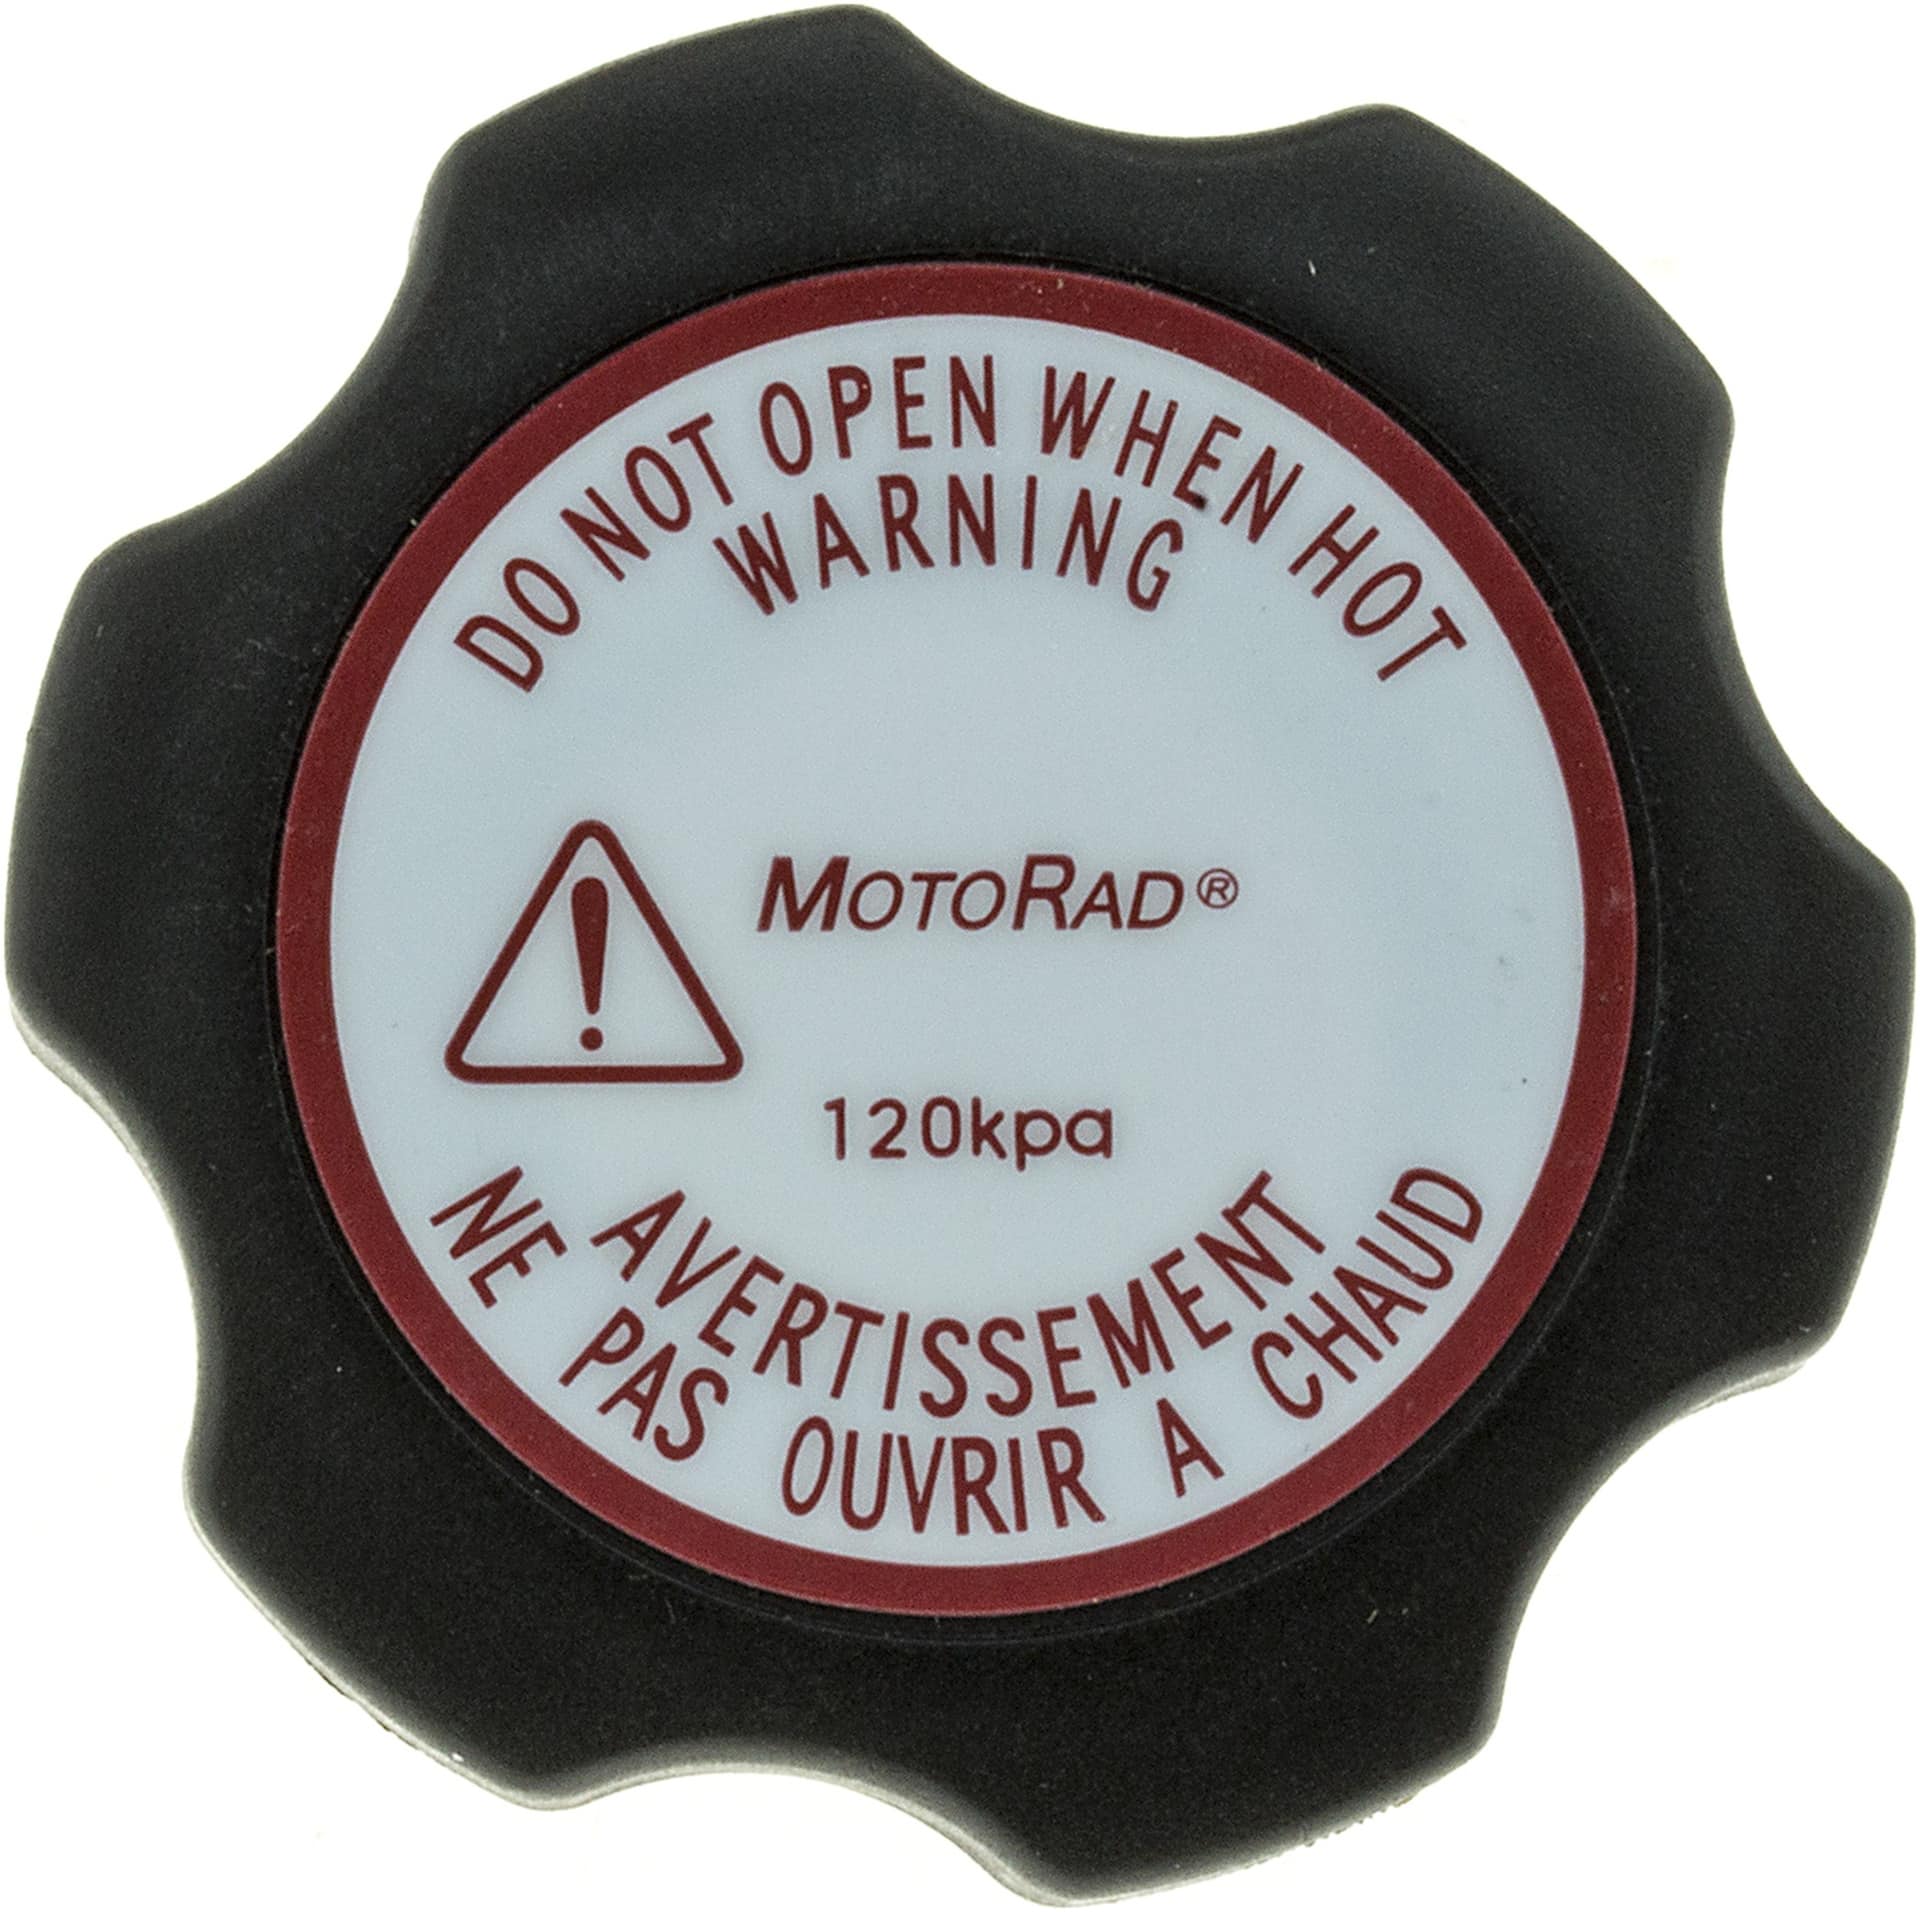 DO NOT OPEN WHEN HOT
WARNING
MOTORAD®
120kpa
AVERTISSEMENT
NE PAS OUVRIR A CHAUD